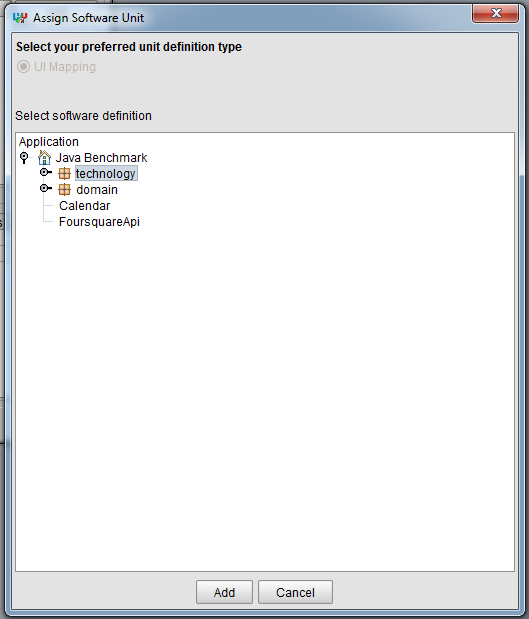 Assign Software Unit
Select your preferred unit definition type
UI Mapping
Select software definition
Application
Java Benchmark
technology
domain
Calendar
FoursquareApi
Add Cancel